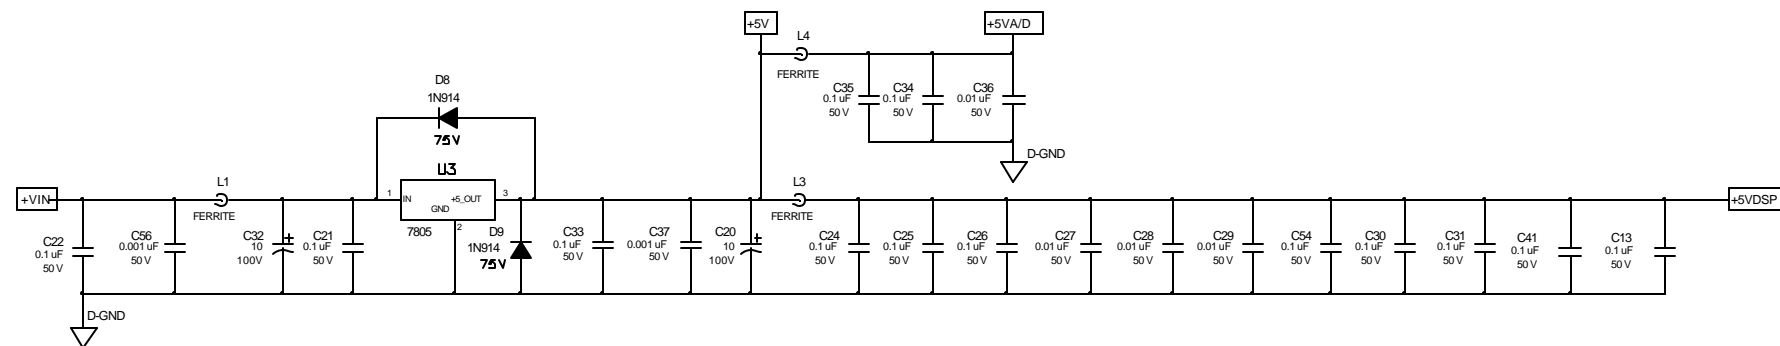 +5V
L4
FERRITE
+5VA/D
C35
0.1 uF
50 V
C34
0.1 uF
50 V
C36
0.01 uF
50 V
D-GND
D8
1N914
75V
U3
1
IN
+5_OUT
GND
3
2
7805
+VIN
L1
FERRITE
D9
1N914
75V
L3
FERRITE
+5VDSP
C22
0.1 uF
50 V
C56
0.001 uF
50 V
C32
10
100V
+
C21
0.1 uF
50 V
C33
0.1 uF
50 V
C37
0.001 uF
50 V
C20
10
100V
+
C24
0.1 uF
50 V
C25
0.1 uF
50 V
C26
0.1 uF
50 V
C27
0.01 uF
50 V
C28
0.01 uF
50 V
C29
0.01 uF
50 V
C54
0.1 uF
50 V
C30
0.1 uF
50 V
C31
0.1 uF
50 V
C41
0.1 uF
50 V
C13
0.1 uF
50 V
D-GND